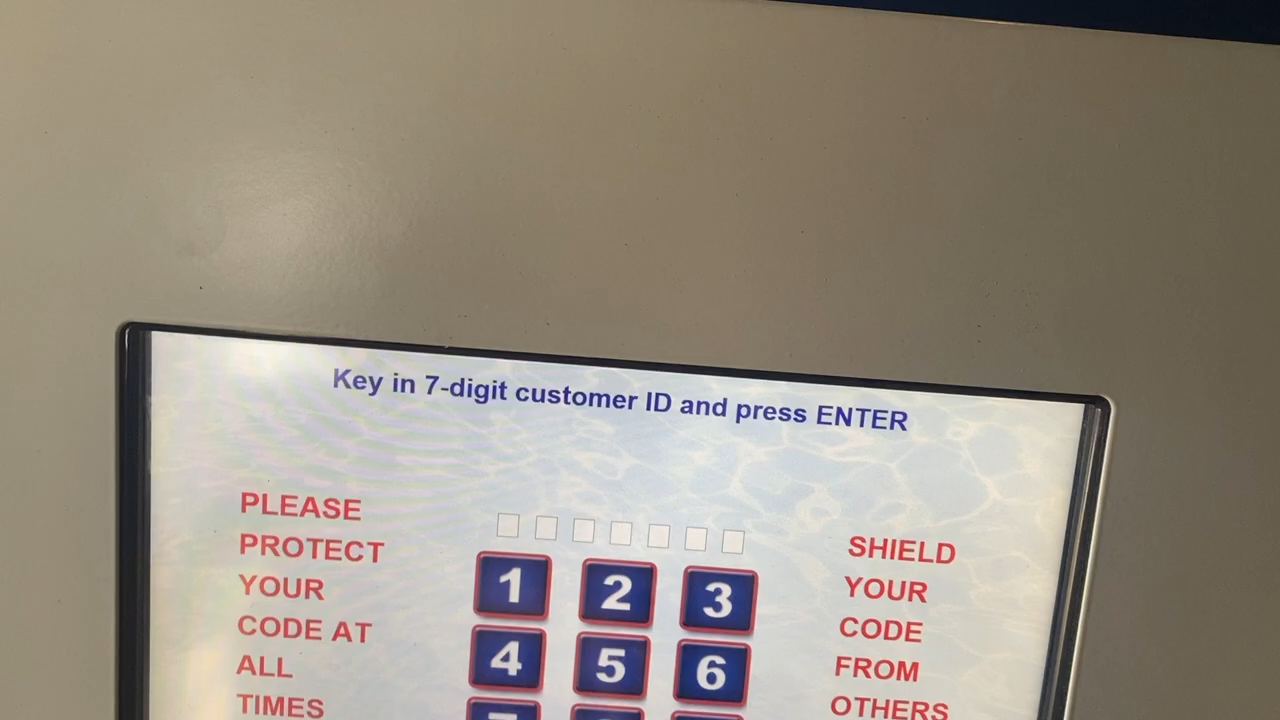 Key in 7-digit customer ID and press ENTER
PLEASE
PROTECT
YOUR
CODE AT
ALL
TIMES
1 2 3
4 5 6
SHIELD
YOUR
CODE
FROM
OTHERS